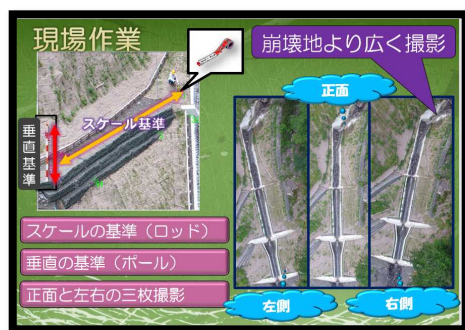 現場作業
崩壊地より広く撮影
スケール基準
垂直基準
正面
スケールの基準（ロッド）
垂直の基準（ポール）
正面と左右の三枚撮影
左側
右側